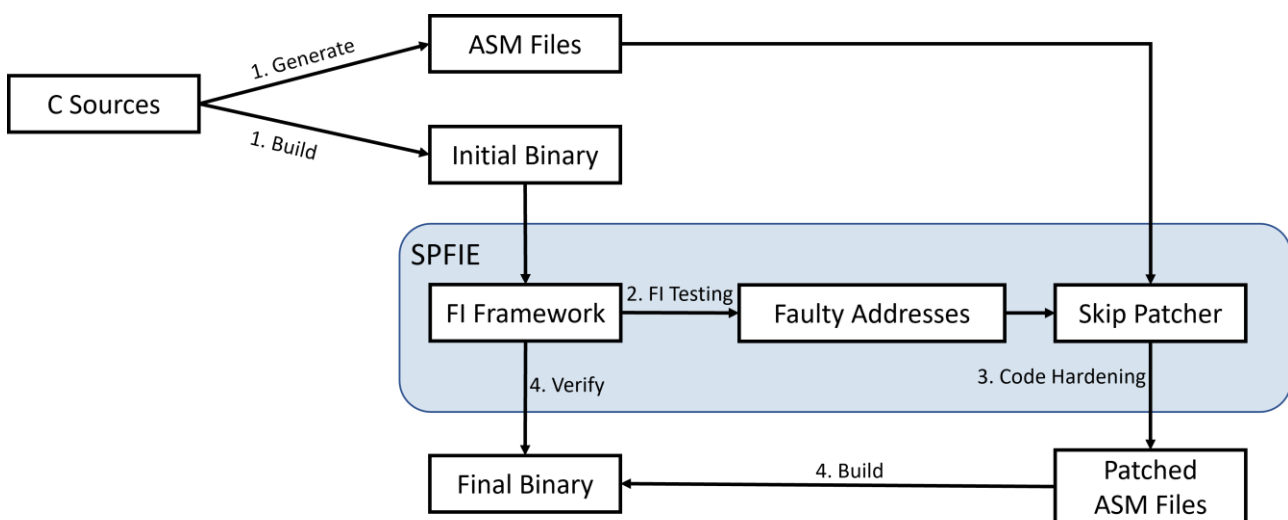 ASM Files
1. Generate
C Sources
1. Build
Initial Binary
SPFIE
FI Framework
2. FI Testing
Faulty Addresses
Skip Patcher
4. Verify
3. Code Hardening
Final Binary
4. Build
Patched
ASM Files